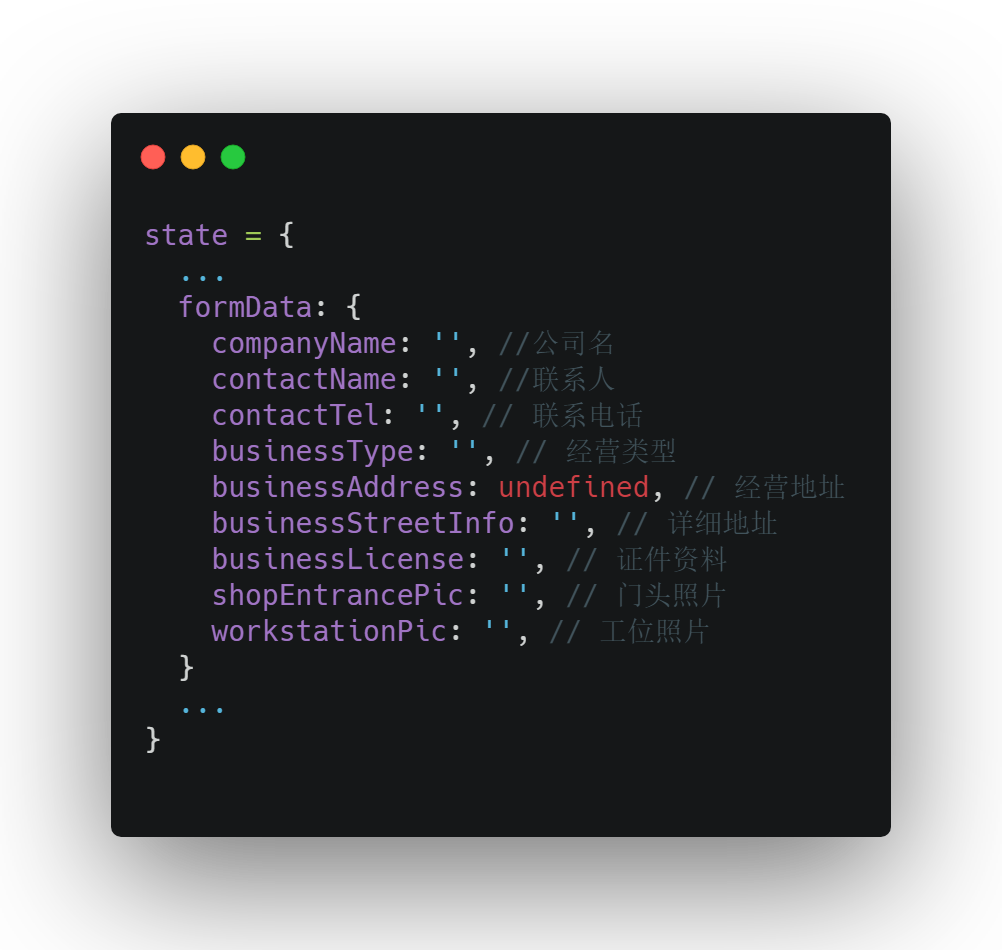 state = {
  ...
  formData: {
    companyName: '', //公司名
    contactName: '', //联系人
    contactTel: '', // 联系电话
    businessType: '', // 经营类型
    businessAddress: undefined, // 经营地址
    businessStreetInfo: '', // 详细地址
    businessLicense: '', // 证件资料
    shopEntrancePic: '', // 门头照片
    workstationPic: '', // 工位照片
  }
  ...
}